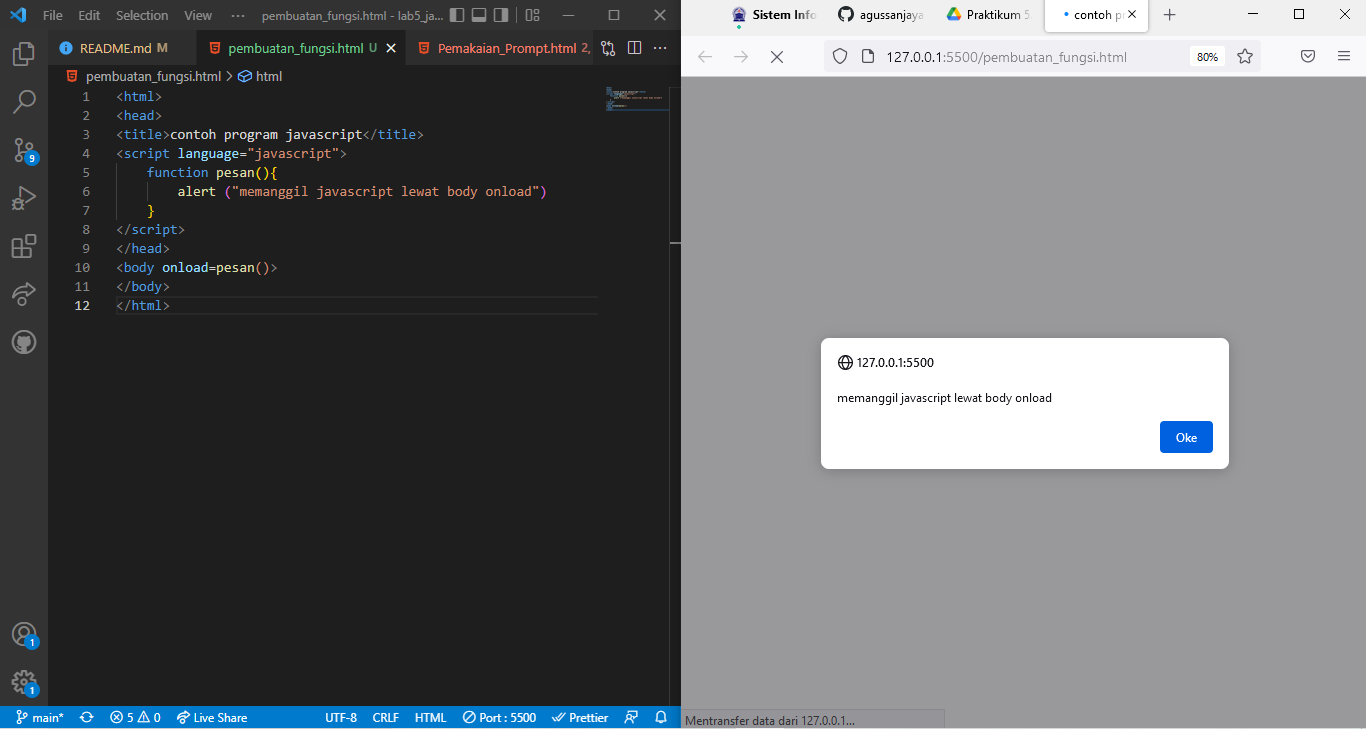 File Edit Selection View ··· pembuatan_fungsi.html - lab5_ja...
README.md M pembuatan_fungsi.html U Pemakaian_Prompt.html 2,
pembuatan_fungsi.html > html
1 <html>
2 <head>
3 <title>contoh program javascript</title>
4 <script language="javascript">
5 function pesan(){
6 alert ("memanggil javascript lewat body onload")
7 }
8 </script>
9 </head>
10 <body onload=pesan()>
11 </body>
12 </html>
9
1
1
main* 5 0 Live Share UTF-8 CRLF HTML Port : 5500 Prettier
Sistem Info agussanjaya Praktikum 5 contoh pr
127.0.0.1:5500/pembuatan_fungsi.html 80%
127.0.0.1:5500
memanggil javascript lewat body onload
Oke
Mentransfer data dari 127.0.0.1...